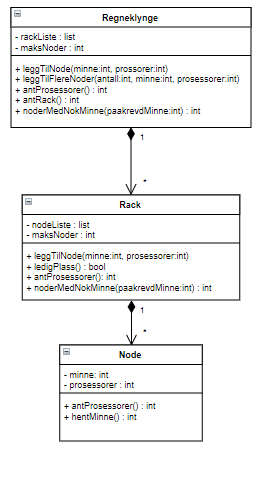 Regneklynge
- rackListe : list
- maksNoder : int
+ leggTilNode(minne:int, prossorer:int)
+ leggTilFlereNoder(antall:int, minne:int, prosesorer:int)
+ antProsessorer() : int
+ antRack() : int
+ noderMedNokMinne(paakrevdMinne:int) : int
1
*
Rack
- nodeListe : list
- maksNoder : int
+ leggTilNode(minne:int, prosessorer:int)
+ ledigPlass() : bool
+ antProsessorer(): int
+ noderMedNokMinne(paakrevdMinne:int) : int
1
*
Node
- minne: int
- prosessorer : int
+ antProsessorer() : int
+ hentMinne() : int